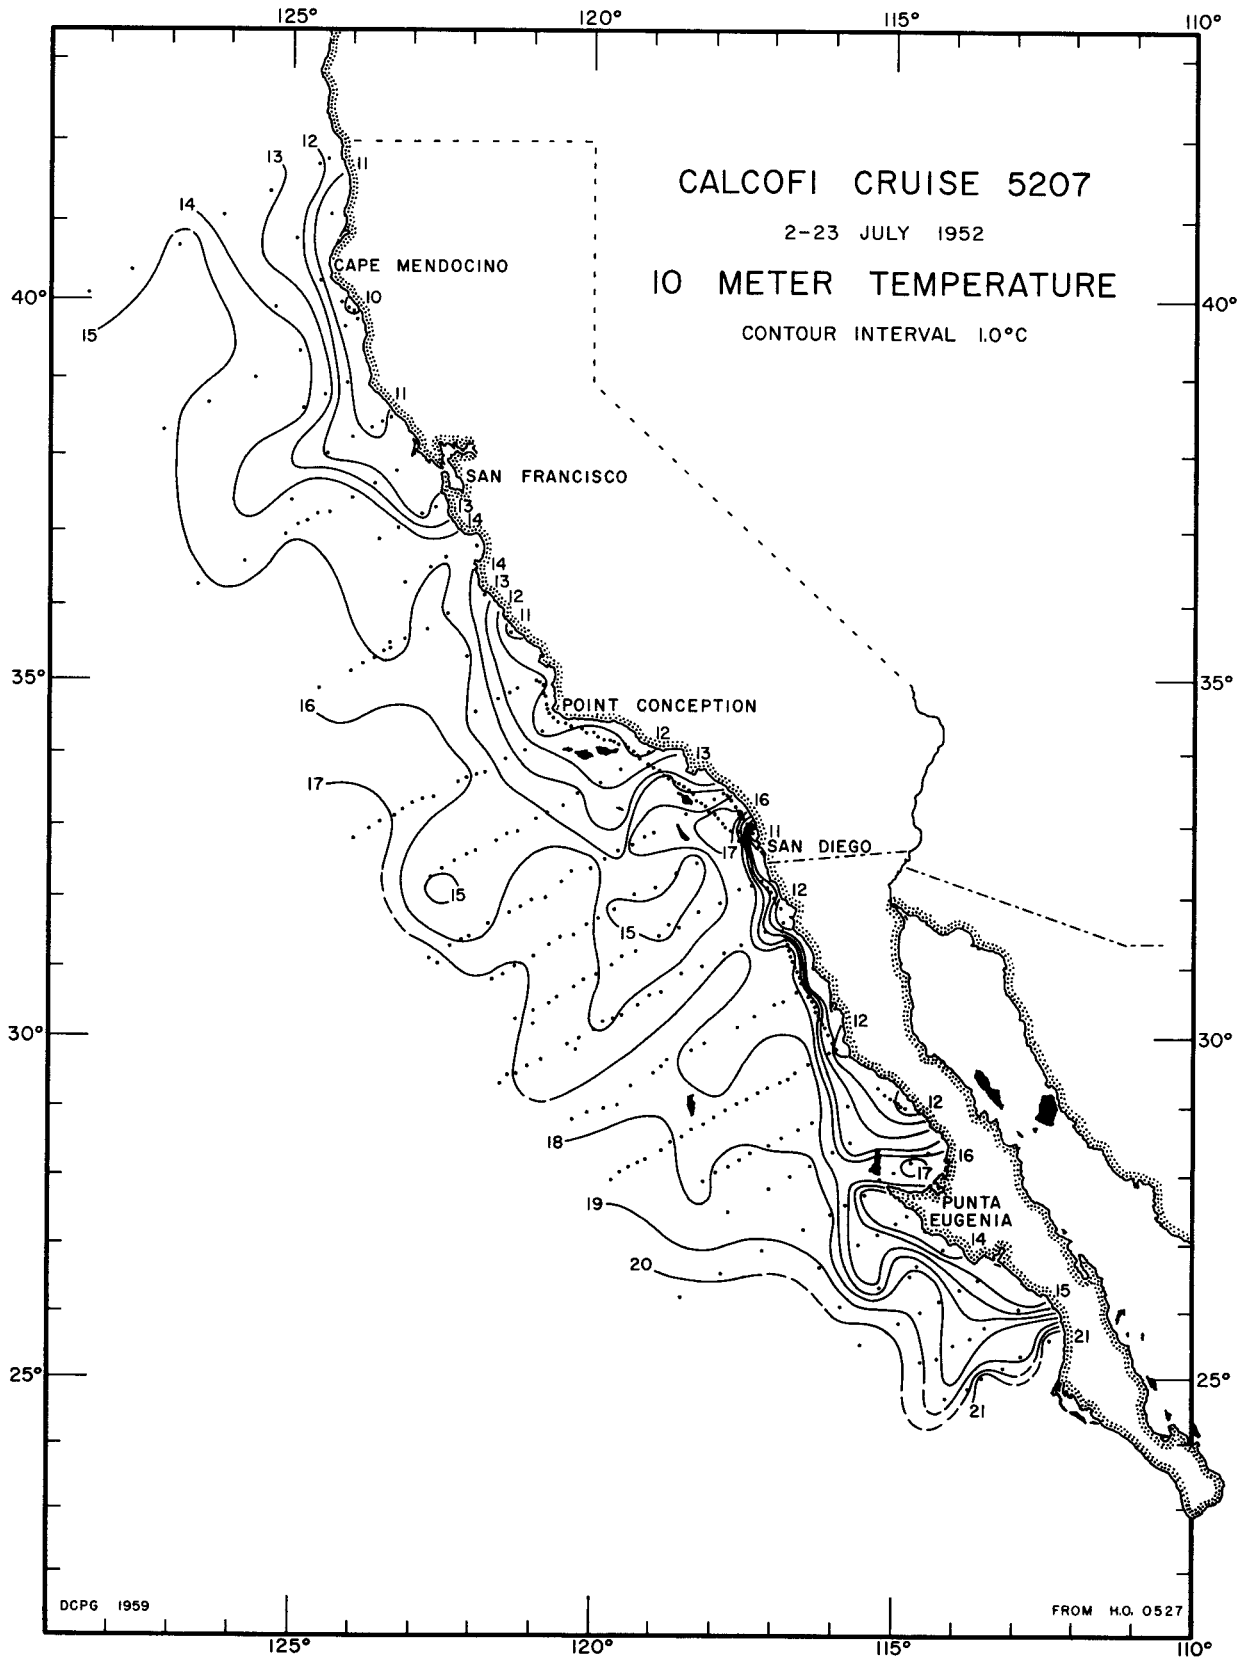 125° 120° 115° 110°
CALCOFI CRUISE 5207
2-23 JULY 1952
10 METER TEMPERATURE
CONTOUR INTERVAL 1.0°C
12
13
11
14
CAPE MENDOCINO
40° 40°
10
15
11
SAN FRANCISCO
13
14
14
13
12
11
35° 35°
16
POINT CONCEPTION
12
13
17
16
11
SAN DIEGO
17
15
12
15
12
30° 30°
12
18
16
17
19
PUNTA
EUGENIA
14
20
15
21
25° 25°
21
DCPG 1959
FROM H.O. 0527
125° 120° 115° 110°